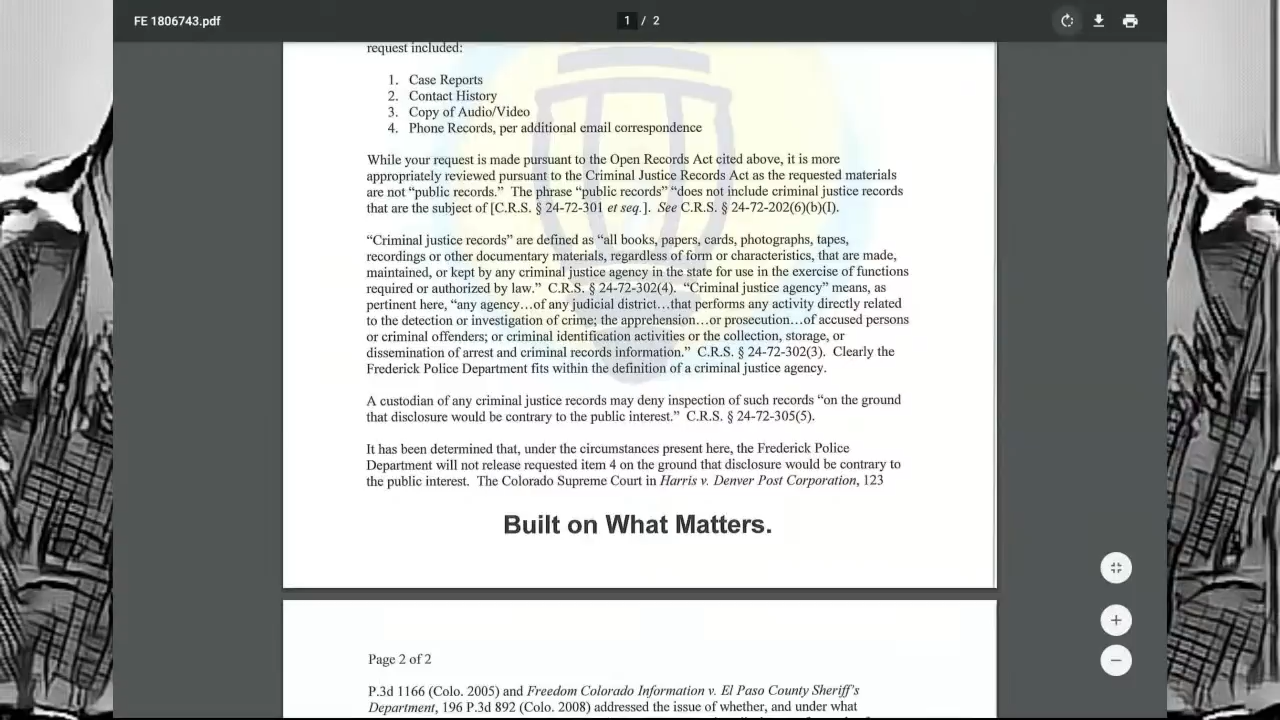 FE 1806743.pdf
1 / 2
request included:
1. Case Reports
2. Contact History
3. Copy of Audio/Video
4. Phone Records, per additional email correspondence
While your request is made pursuant to the Open Records Act cited above, it is more
appropriately reviewed pursuant to the Criminal Justice Records Act as the requested materials
are not “public records.” The phrase “public records” “does not include criminal justice records
that are the subject of [C.R.S. § 24-72-301 et seq.]. See C.R.S. § 24-72-202(6)(b)(I).
“Criminal justice records” are defined as “all books, papers, cards, photographs, tapes,
recordings or other documentary materials, regardless of form or characteristics, that are made,
maintained, or kept by any criminal justice agency in the state for use in the exercise of functions
required or authorized by law.” C.R.S. § 24-72-302(4). “Criminal justice agency” means, as
pertinent here, “any agency…of any judicial district…that performs any activity directly related
to the detection or investigation of crime; the apprehension…or prosecution…of accused persons
or criminal offenders; or criminal identification activities or the collection, storage, or
dissemination of arrest and criminal records information.” C.R.S. § 24-72-302(3). Clearly the
Frederick Police Department fits within the definition of a criminal justice agency.
A custodian of any criminal justice records may deny inspection of such records “on the ground
that disclosure would be contrary to the public interest.” C.R.S. § 24-72-305(5).
It has been determined that, under the circumstances present here, the Frederick Police
Department will not release requested item 4 on the ground that disclosure would be contrary to
the public interest. The Colorado Supreme Court in Harris v. Denver Post Corporation, 123
Built on What Matters.
Page 2 of 2
P.3d 1166 (Colo. 2005) and Freedom Colorado Information v. El Paso County Sheriff’s
Department, 196 P.3d 892 (Colo. 2008) addressed the issue of whether, and under what